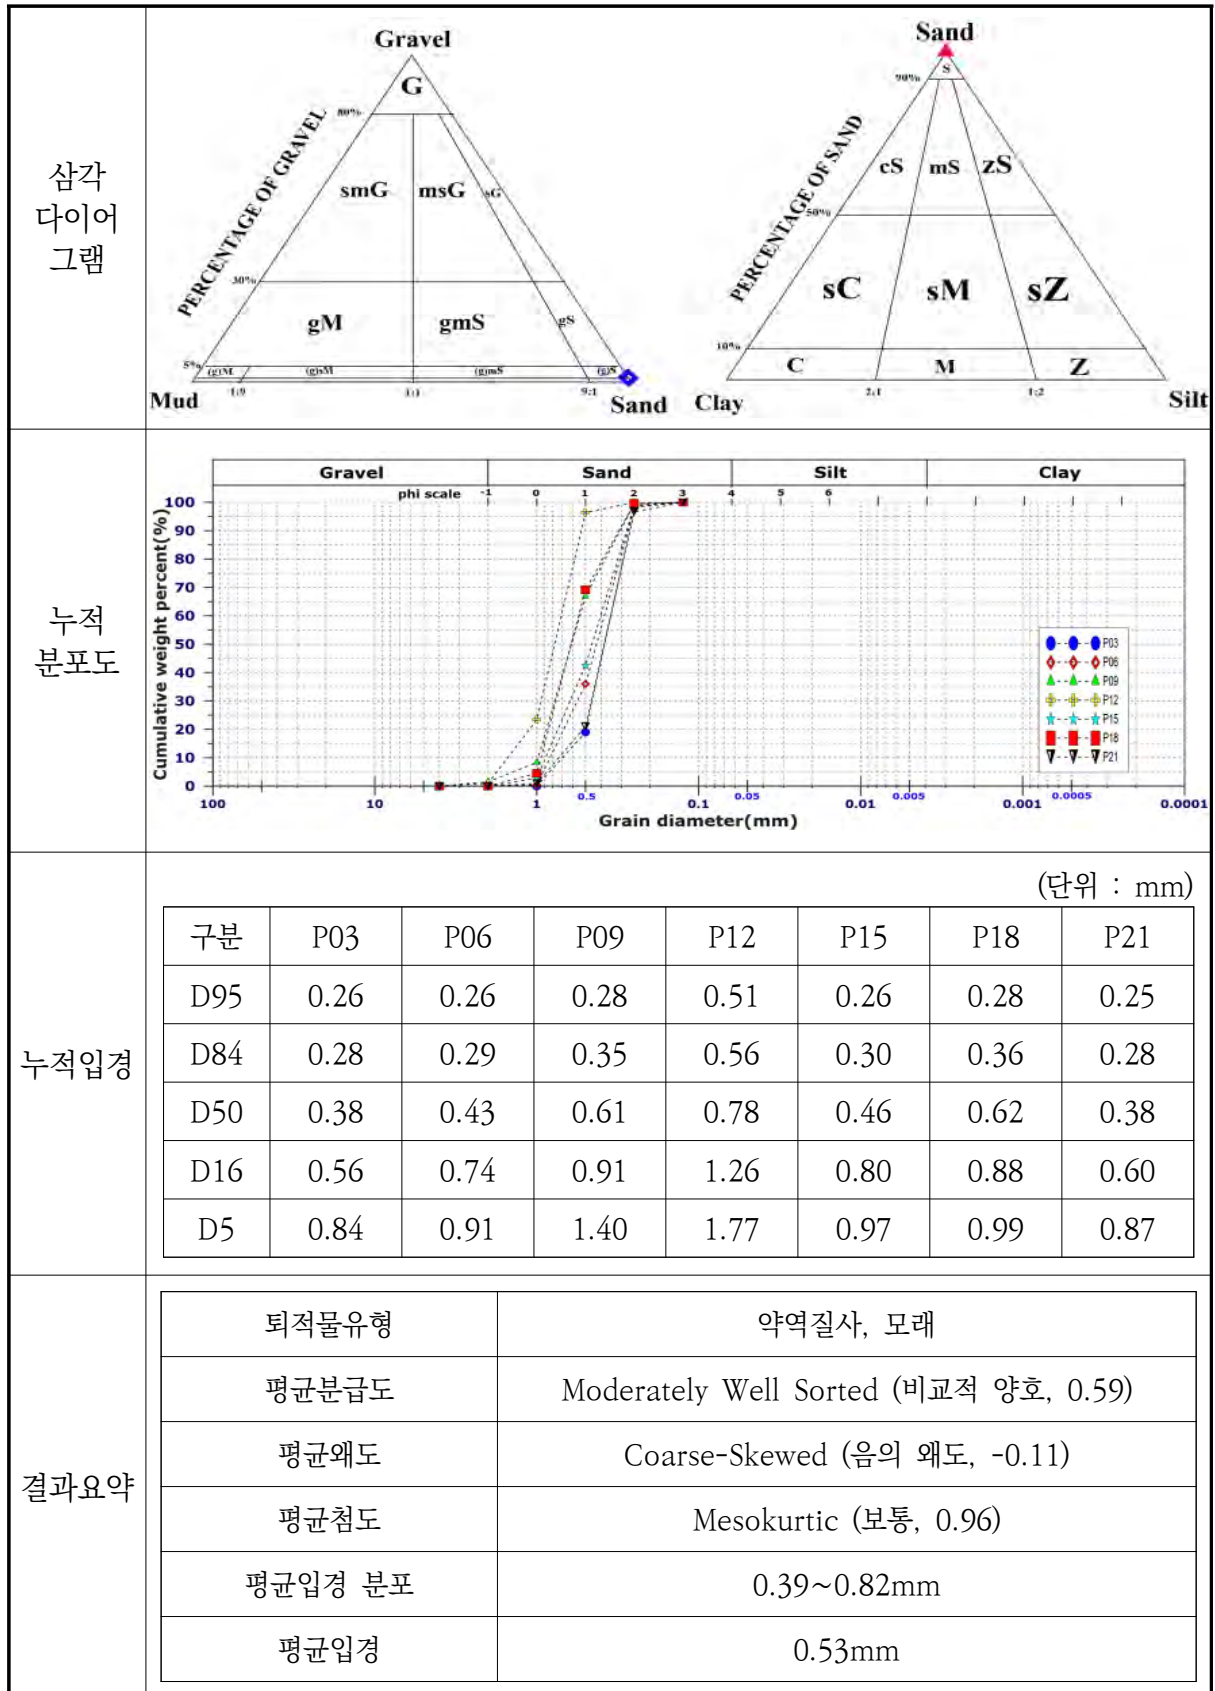 삼각
다이어
그램
Gravel
G
80%
PERCENTAGE OF GRAVEL
smG msG sG
30%
gM gmS gS
5% (g)M (g)sM (g)mS (g)S
1:9 1:1 9:1
Mud Sand
Sand
S
90%
PERCENTAGE OF SAND
cS mS zS
50%
sC sM sZ
10%
C M Z
2:1 1:2
Clay Silt
누적
분포도
Gravel Sand Silt Clay
phi scale -1 0 1 2 3 4 5 6
Cumulative weight percent(%)
100
90
80
70
60
50
40
30
20
10
0
P03
P06
P09
P12
P15
P18
P21
100 10 1 0.5 0.1 0.05 0.01 0.005 0.001 0.0005 0.0001
Grain diameter(mm)
누적입경
(단위 : mm)
구분 P03 P06 P09 P12 P15 P18 P21
D95 0.26 0.26 0.28 0.51 0.26 0.28 0.25
D84 0.28 0.29 0.35 0.56 0.30 0.36 0.28
D50 0.38 0.43 0.61 0.78 0.46 0.62 0.38
D16 0.56 0.74 0.91 1.26 0.80 0.88 0.60
D5 0.84 0.91 1.40 1.77 0.97 0.99 0.87
결과요약
퇴적물유형 약역질사, 모래
평균분급도 Moderately Well Sorted (비교적 양호, 0.59)
평균왜도 Coarse-Skewed (음의 왜도, -0.11)
평균첨도 Mesokurtic (보통, 0.96)
평균입경 분포 0.39~0.82mm
평균입경 0.53mm